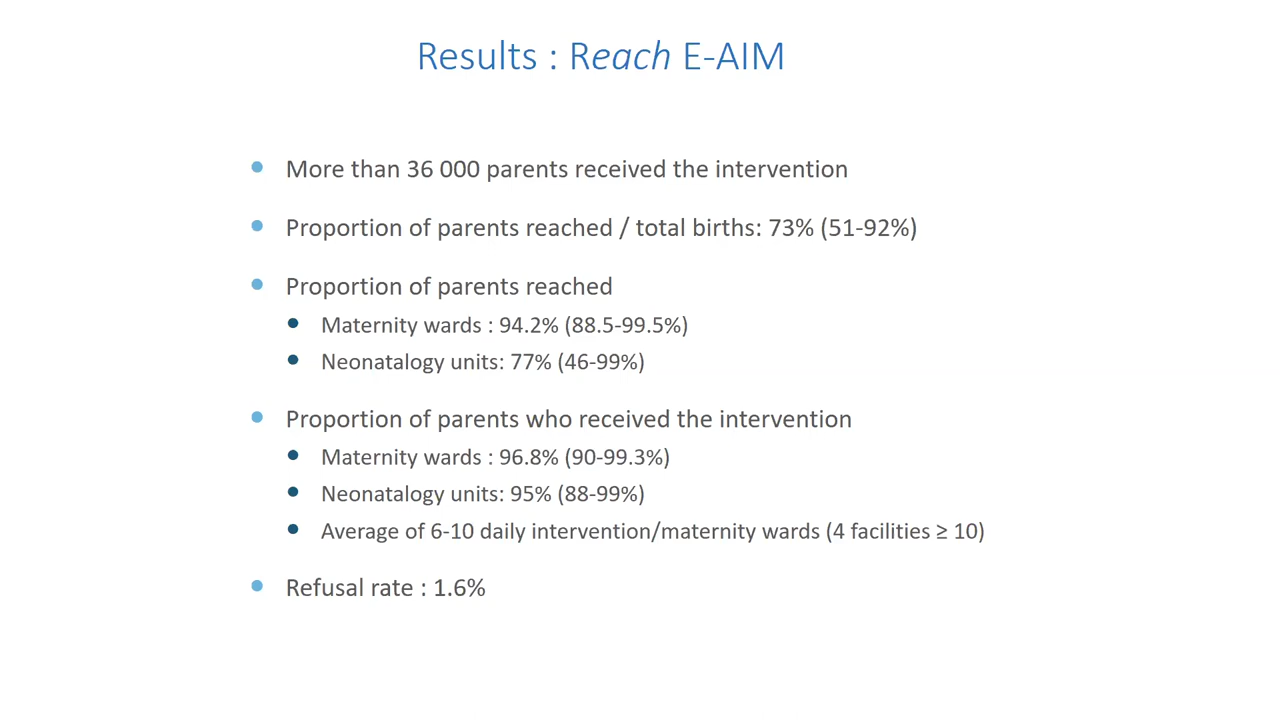 Results : Reach E-AIM
More than 36 000 parents received the intervention
Proportion of parents reached / total births: 73% (51-92%)
Proportion of parents reached
Maternity wards : 94.2% (88.5-99.5%)
Neonatalogy units: 77% (46-99%)
Proportion of parents who received the intervention
Maternity wards : 96.8% (90-99.3%)
Neonatalogy units: 95% (88-99%)
Average of 6-10 daily intervention/maternity wards (4 facilities ≥ 10)
Refusal rate : 1.6%